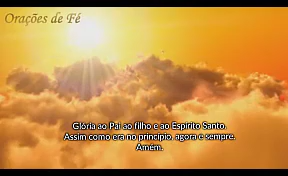 Orações de Fé
Glória ao Pai ao filho e ao Espírito Santo
Assim como era no princípio, agora e sempre.
Amém.